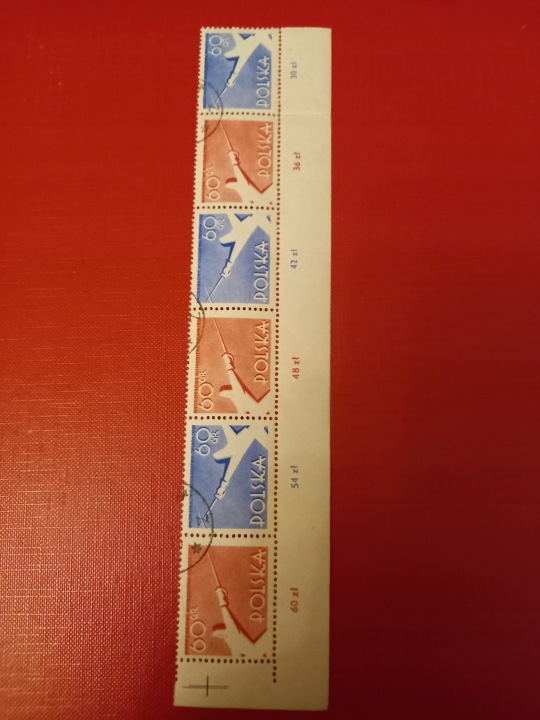 60 GR
POLSKA
30 zł
60 GR
POLSKA
36 zł
60 GR
POLSKA
42 zł
60 GR
POLSKA
48 zł
60 GR
POLSKA
54 zł
60 GR
POLSKA
60 zł